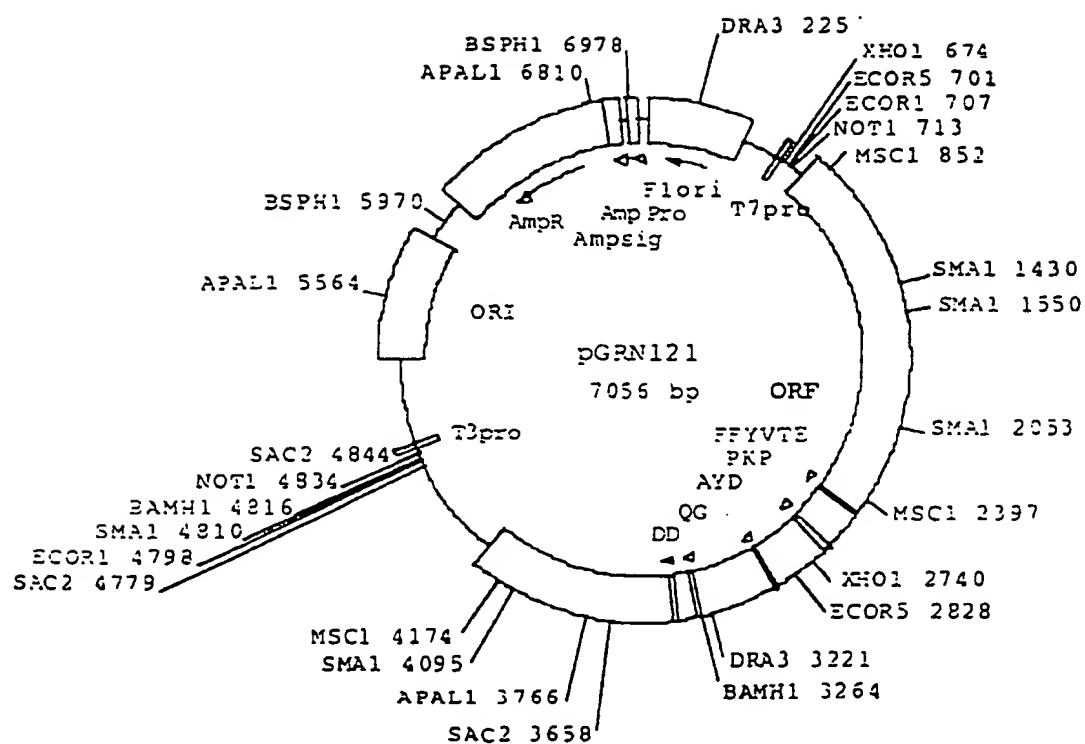 DRA3 225
BSPH1 6978
APAL1 6810
XHO1 674
ECOR5 701
ECOR1 707
NOT1 713
MSC1 852
Flori
T7pro
Amp Pro
AmpR
Ampsig
BSPH1 5970
APAL1 5564
ORI
SMA1 1430
SMA1 1550
pGRN121
7056 bp
ORF
SMA1 2053
FFYVTE
PKP
AYD
QG
DD
T3pro
SAC2 4844
NOT1 4834
BAMH1 4816
SMA1 4810
ECOR1 4798
SAC2 4779
MSC1 2397
XHO1 2740
ECOR5 2828
MSC1 4174
SMA1 4095
APAL1 3766
SAC2 3658
DRA3 3221
BAMH1 3264